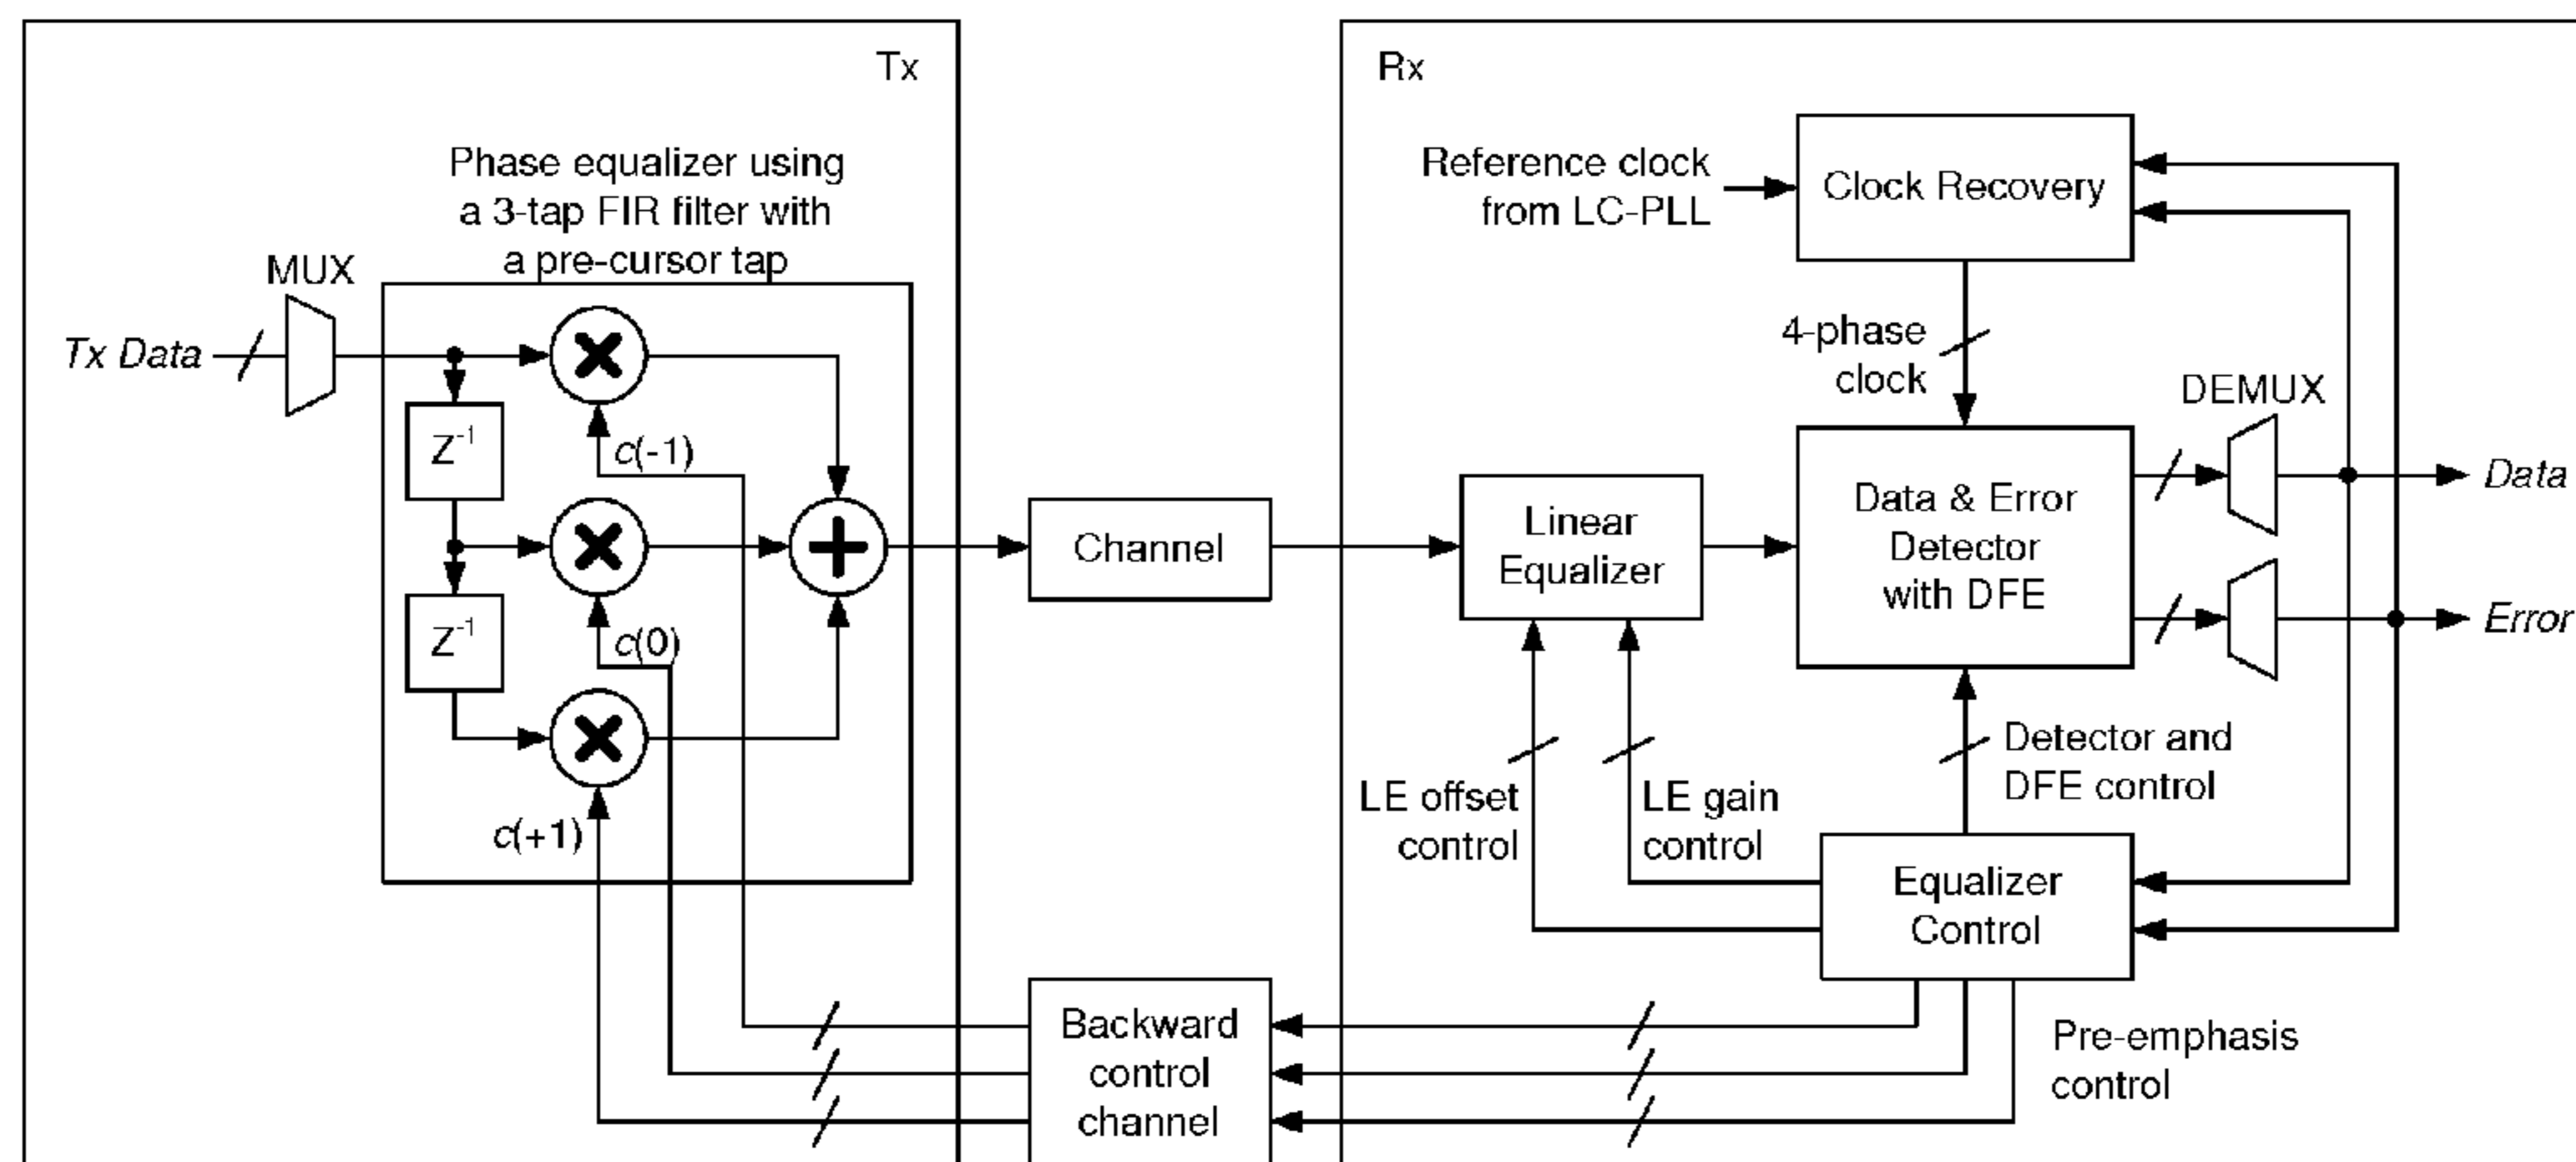 Tx
Rx
Phase equalizer using
a 3-tap FIR filter with
a pre-cursor tap
MUX
Tx Data
Z⁻¹
Z⁻¹
c(-1)
c(0)
c(+1)
Channel
Reference clock
from LC-PLL
Clock Recovery
4-phase
clock
DEMUX
Linear
Equalizer
Data & Error
Detector
with DFE
Data
Error
LE offset
control
LE gain
control
Detector and
DFE control
Equalizer
Control
Backward
control
channel
Pre-emphasis
control